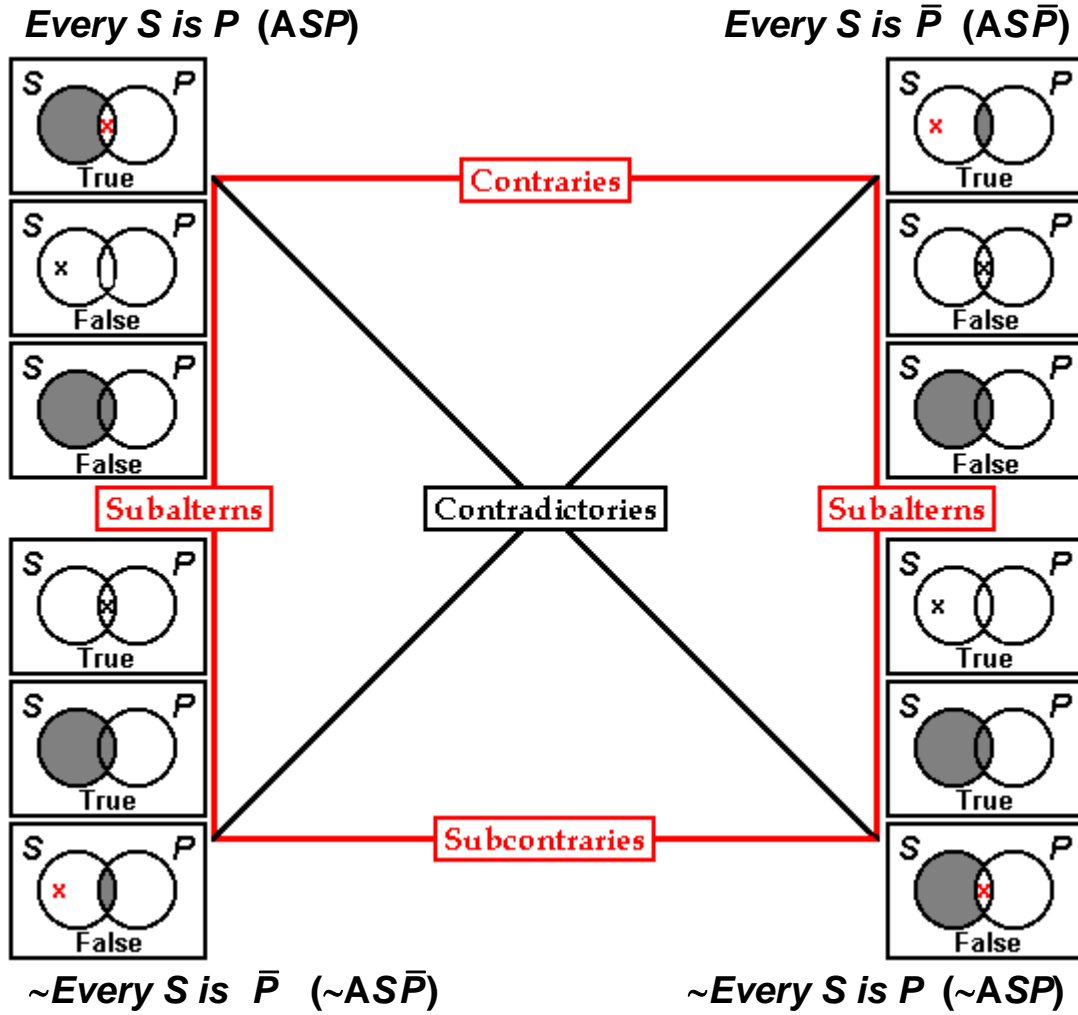 Every S is P (ASP) Every S is P̅ (ASP̅)
S P S P
True True
Contraries
S P S P
False False
S P S P
False False
Subalterns Contradictories Subalterns
S P S P
True True
S P S P
True True
Subcontraries
S P S P
False False
~Every S is P̅ (~ASP̅) ~Every S is P (~ASP)